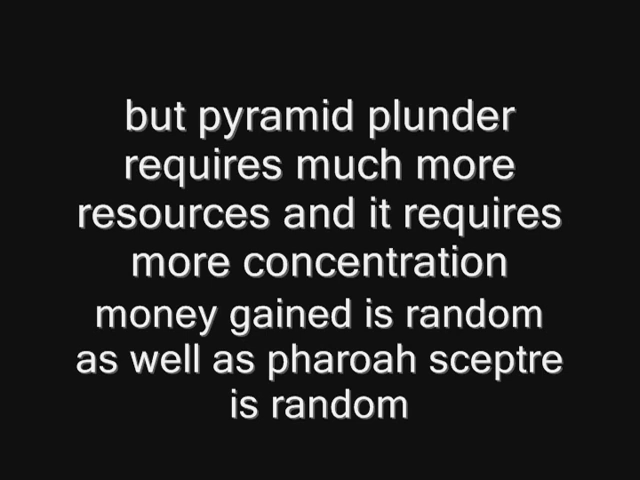 but pyramid plunder
requires much more
resources and it requires
more concentration
money gained is random
as well as pharoah sceptre
is random